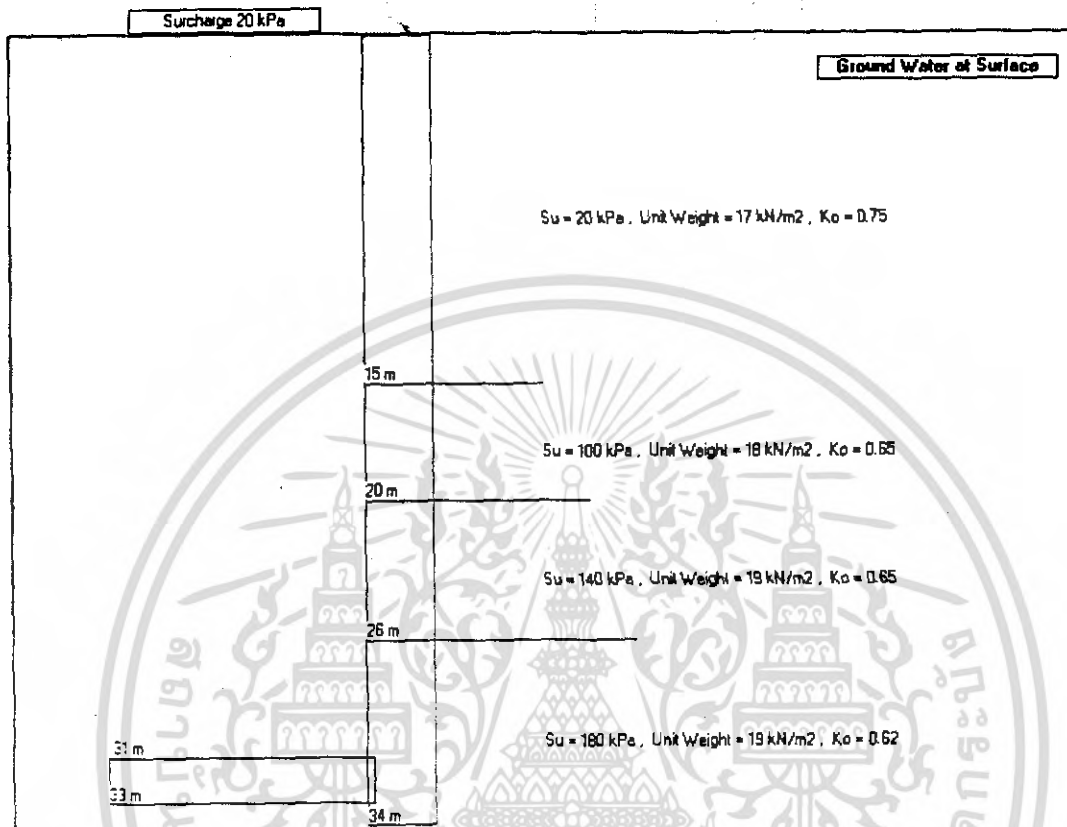 Surcharge 20 kPa
Ground Water at Surface
Su = 20 kPa , Unit Weight = 17 kN/m2 , Ko = 0.75
15 m
Su = 100 kPa , Unit Weight = 18 kN/m2 , Ko = 0.65
20 m
Su = 140 kPa , Unit Weight = 19 kN/m2 , Ko = 0.65
26 m
Su = 180 kPa , Unit Weight = 19 kN/m2 , Ko = 0.62
31 m
33 m
34 m